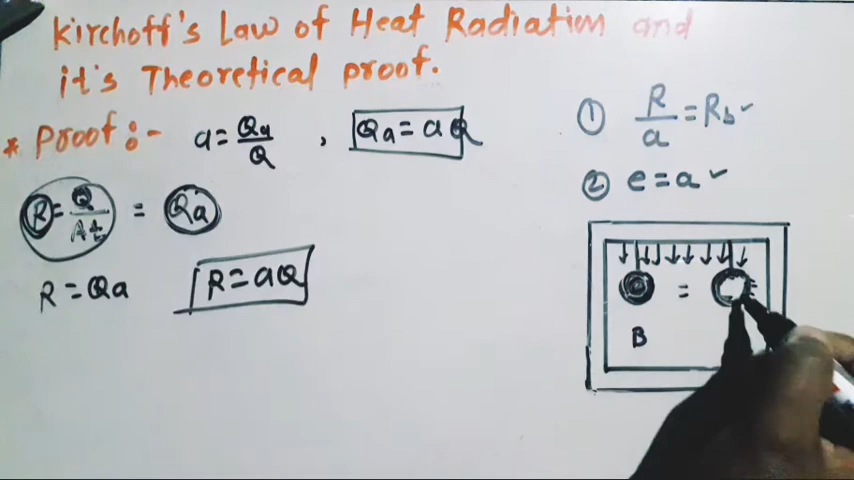 Kirchoff's Law of Heat Radiation and
it's Theoretical proof.
* Proof :- a = Qa/Q , Qa = aQ
R = Q/At = Qa
R = Qa R = aQ
① R/a = Rb ✓
② e = a ✓
=
B